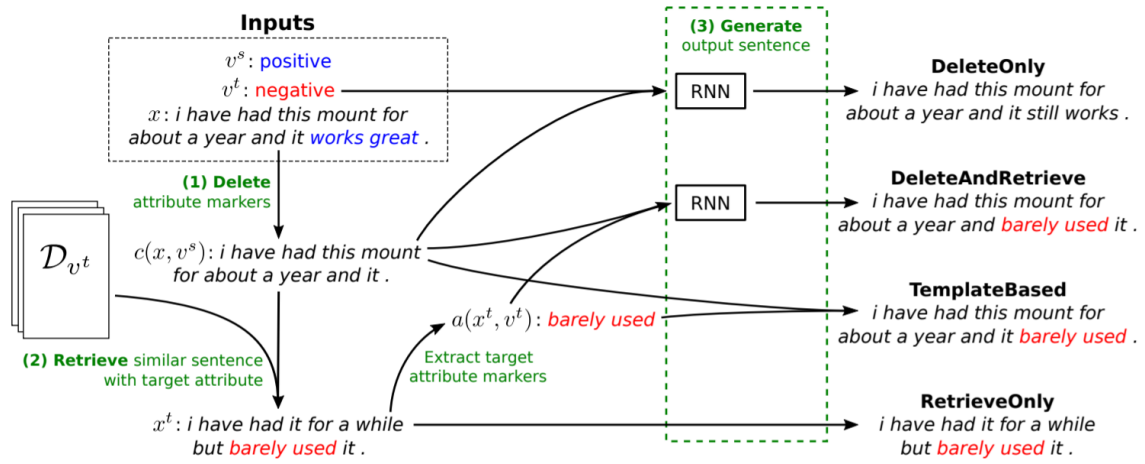 Inputs
v^s: positive
v^t: negative
x: i have had this mount for
about a year and it works great .
(1) Delete
attribute markers
c(x, v^s): i have had this mount
for about a year and it .
D_{v^t}
(2) Retrieve similar sentence
with target attribute
x^t: i have had it for a while
but barely used it .
a(x^t, v^t): barely used
Extract target
attribute markers
(3) Generate
output sentence
RNN
RNN
DeleteOnly
i have had this mount for
about a year and it still works .
DeleteAndRetrieve
i have had this mount for
about a year and barely used it .
TemplateBased
i have had this mount for
about a year and it barely used .
RetrieveOnly
i have had it for a while
but barely used it .